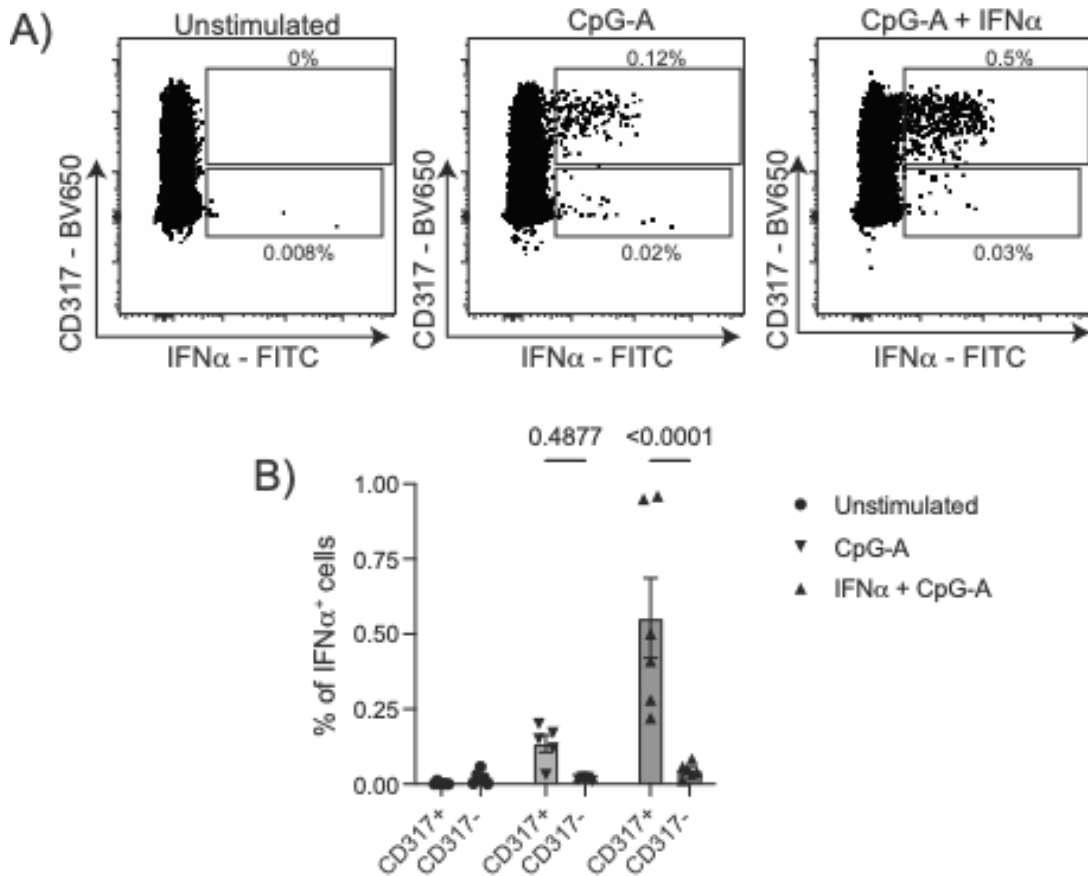 A)
Unstimulated
CpG-A
CpG-A + IFNα
0%
0.12%
0.5%
CD317 - BV650
CD317 - BV650
CD317 - BV650
0.008%
0.02%
0.03%
IFNα - FITC
IFNα - FITC
IFNα - FITC
B)
0.4877
<0.0001
% of IFNα⁺ cells
1.00
0.75
0.50
0.25
0.00
CD317+
CD317-
CD317+
CD317-
CD317+
CD317-
Unstimulated
CpG-A
IFNα + CpG-A